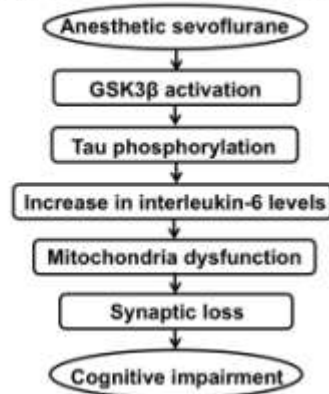 Anesthetic sevoflurane
GSK3β activation
Tau phosphorylation
Increase in interleukin-6 levels
Mitochondria dysfunction
Synaptic loss
Cognitive impairment